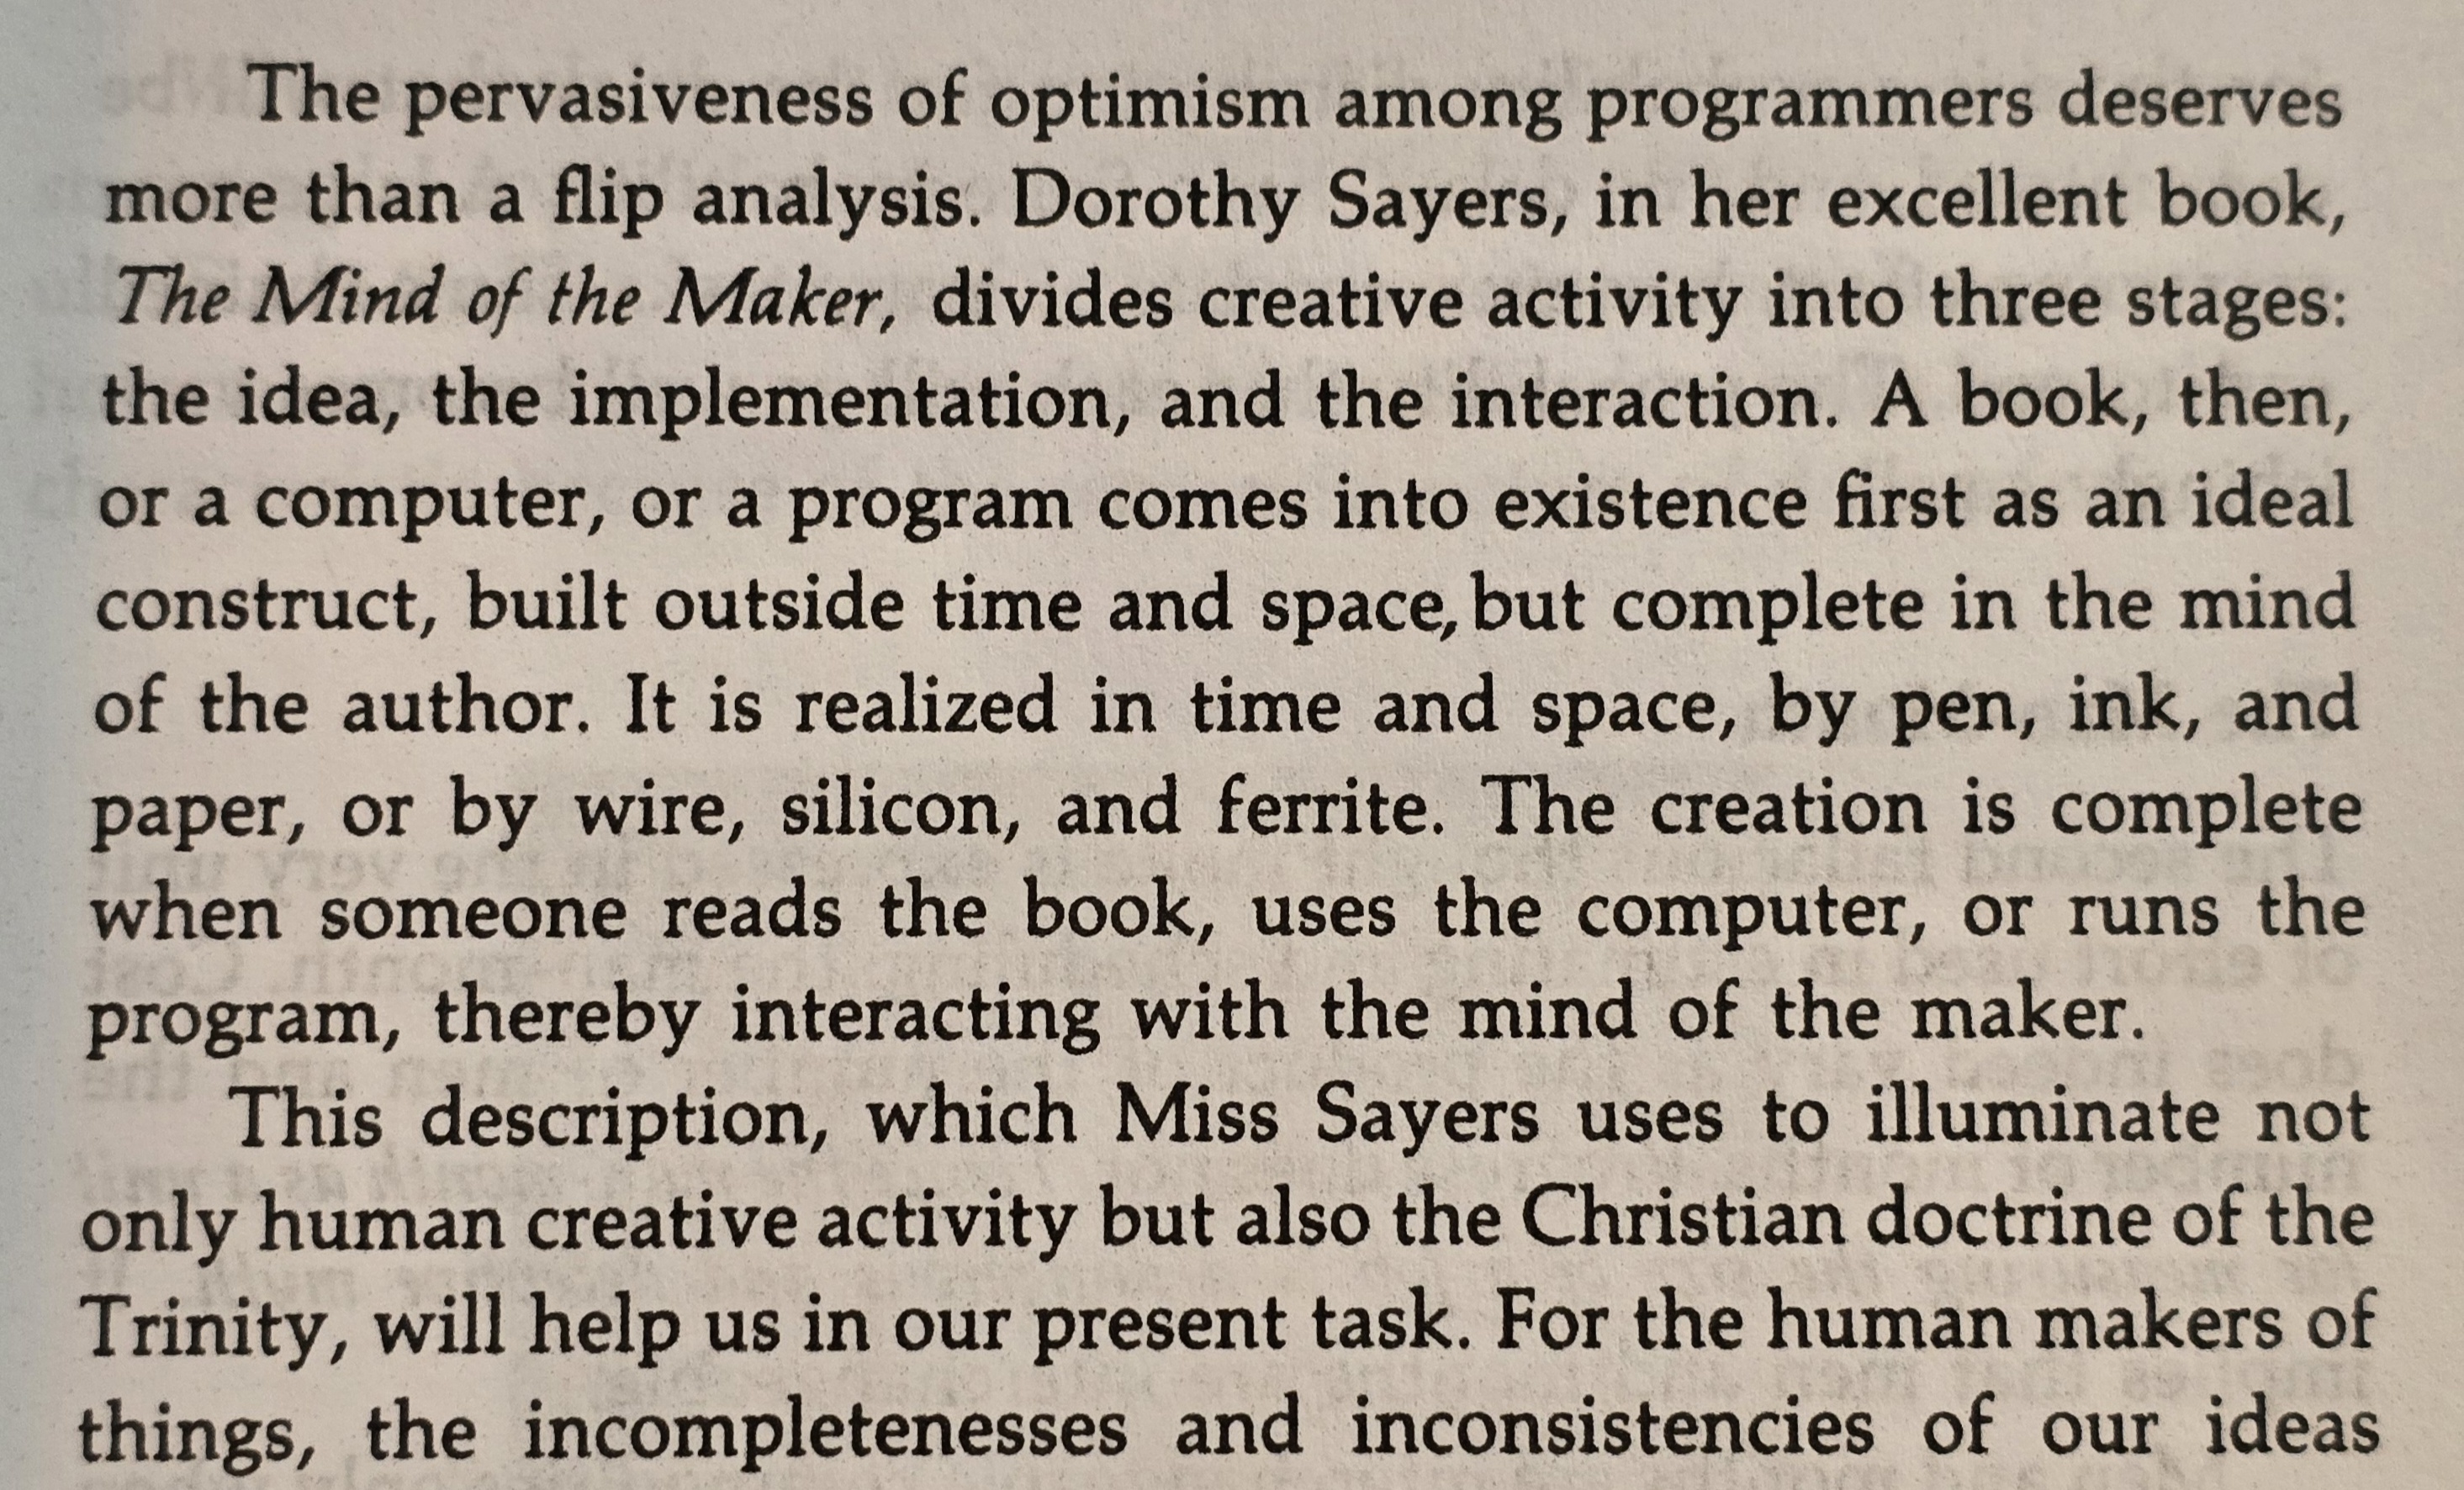 The pervasiveness of optimism among programmers deserves
more than a flip analysis. Dorothy Sayers, in her excellent book,
The Mind of the Maker, divides creative activity into three stages:
the idea, the implementation, and the interaction. A book, then,
or a computer, or a program comes into existence first as an ideal
construct, built outside time and space, but complete in the mind
of the author. It is realized in time and space, by pen, ink, and
paper, or by wire, silicon, and ferrite. The creation is complete
when someone reads the book, uses the computer, or runs the
program, thereby interacting with the mind of the maker.
This description, which Miss Sayers uses to illuminate not
only human creative activity but also the Christian doctrine of the
Trinity, will help us in our present task. For the human makers of
things, the incompletenesses and inconsistencies of our ideas